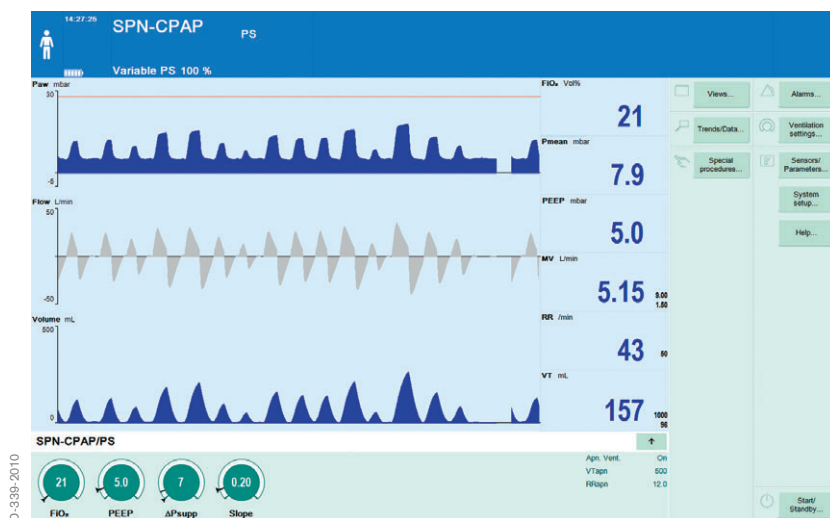 14:27:25
SPN-CPAP PS
Variable PS 100 %
Paw mbar
30
-5
Flow L/min
50
-50
Volume mL
500
0
FiO₂ Vol%
21
Pmean mbar
7.9
PEEP mbar
5.0
MV L/min
5.15 9.00
1.50
RR /min
43 50
VT mL
157 1000
56
Views...
Alarms...
Trends/Data...
Ventilation
settings...
Special
procedures...
Sensors/
Parameters...
System
setup...
Help...
SPN-CPAP/PS
21 5.0 7 0.20
FiO₂ PEEP ΔPsupp Slope
Apn. Vent. On
VTapn 500
RRapn 12.0
Start/
Standby...
D-339-2010